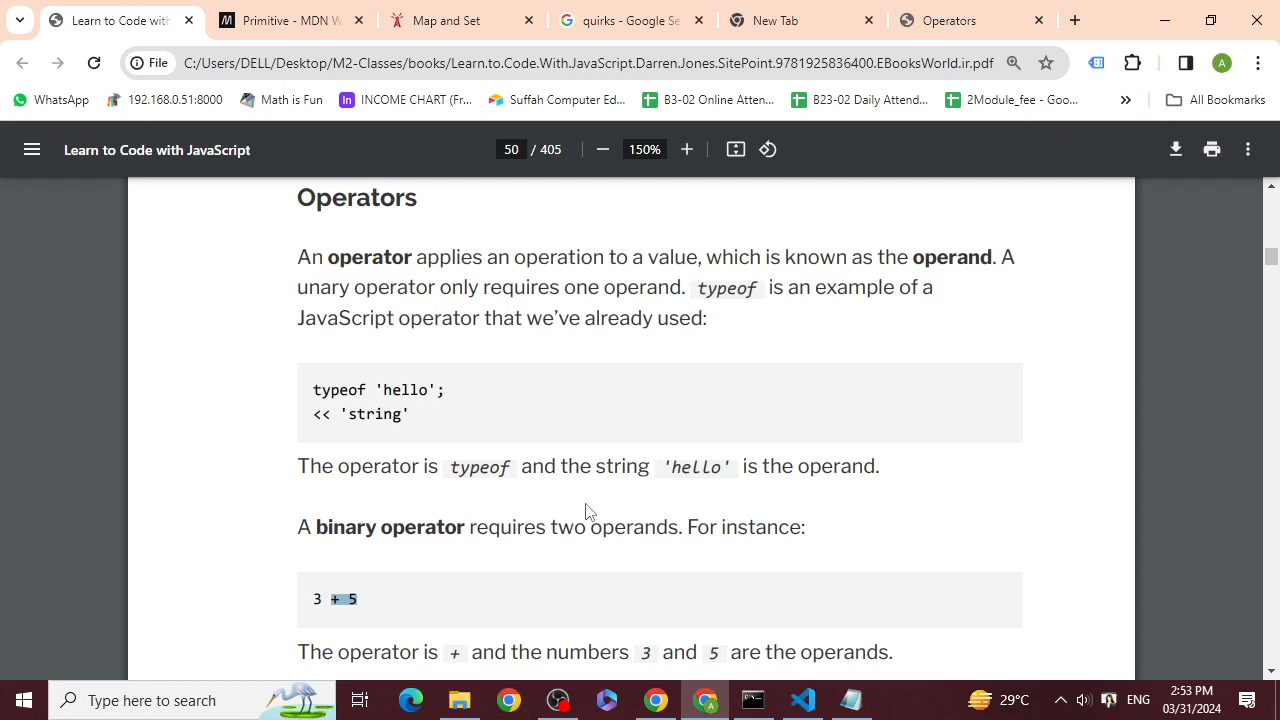 Learn to Code with
Primitive - MDN W
Map and Set
quirks - Google Se
New Tab
Operators
File
C:/Users/DELL/Desktop/M2-Classes/books/Learn.to.Code.With.JavaScript.Darren.Jones.SitePoint.9781925836400.EBooksWorld.ir.pdf
A
WhatsApp
192.168.0.51:8000
Math is Fun
In
INCOME CHART (Fr...
Suffah Computer Ed...
B3-02 Online Atten...
B23-02 Daily Attend...
2Module_fee - Goo...
All Bookmarks
Learn to Code with JavaScript
50 / 405
150%
Operators
An operator applies an operation to a value, which is known as the operand. A
unary operator only requires one operand. typeof is an example of a
JavaScript operator that we’ve already used:
typeof 'hello';
<< 'string'
The operator is typeof and the string 'hello' is the operand.
A binary operator requires two operands. For instance:
3 + 5
The operator is + and the numbers 3 and 5 are the operands.
Type here to search
A
29°C
ENG
2:53 PM
03/31/2024